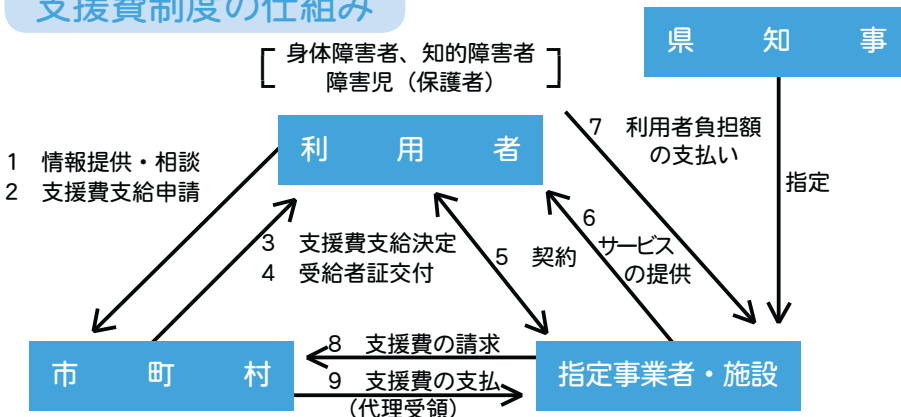 支援費制度の仕組み
身体障害者、知的障害者
障害児（保護者）
県知事
利用者
1 情報提供・相談
2 支援費支給申請
3 支援費支給決定
4 受給者証交付
5 契約
6
サービス
の提供
7 利用者負担額
の支払い
指定
市町村
8 支援費の請求
9 支援費の支払
（代理受領）
指定事業者・施設